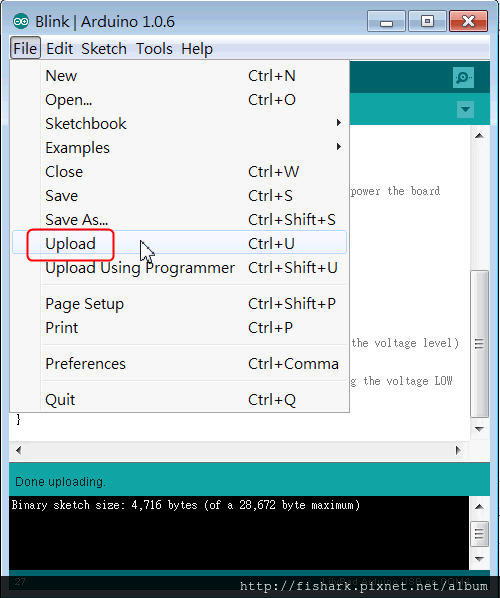 Blink | Arduino 1.0.6
File Edit Sketch Tools Help
New Ctrl+N
Open... Ctrl+O
Sketchbook
Examples
Close Ctrl+W
Save Ctrl+S
power the board
Save As... Ctrl+Shift+S
Upload Ctrl+U
Upload Using Programmer Ctrl+Shift+U
Page Setup Ctrl+Shift+P
Print Ctrl+P
the voltage level)
Preferences Ctrl+Comma
g the voltage LOW
Quit Ctrl+Q
}
Done uploading.
Binary sketch size: 4,716 bytes (of a 28,672 byte maximum)
27
http://fishark.pixnet.net/album